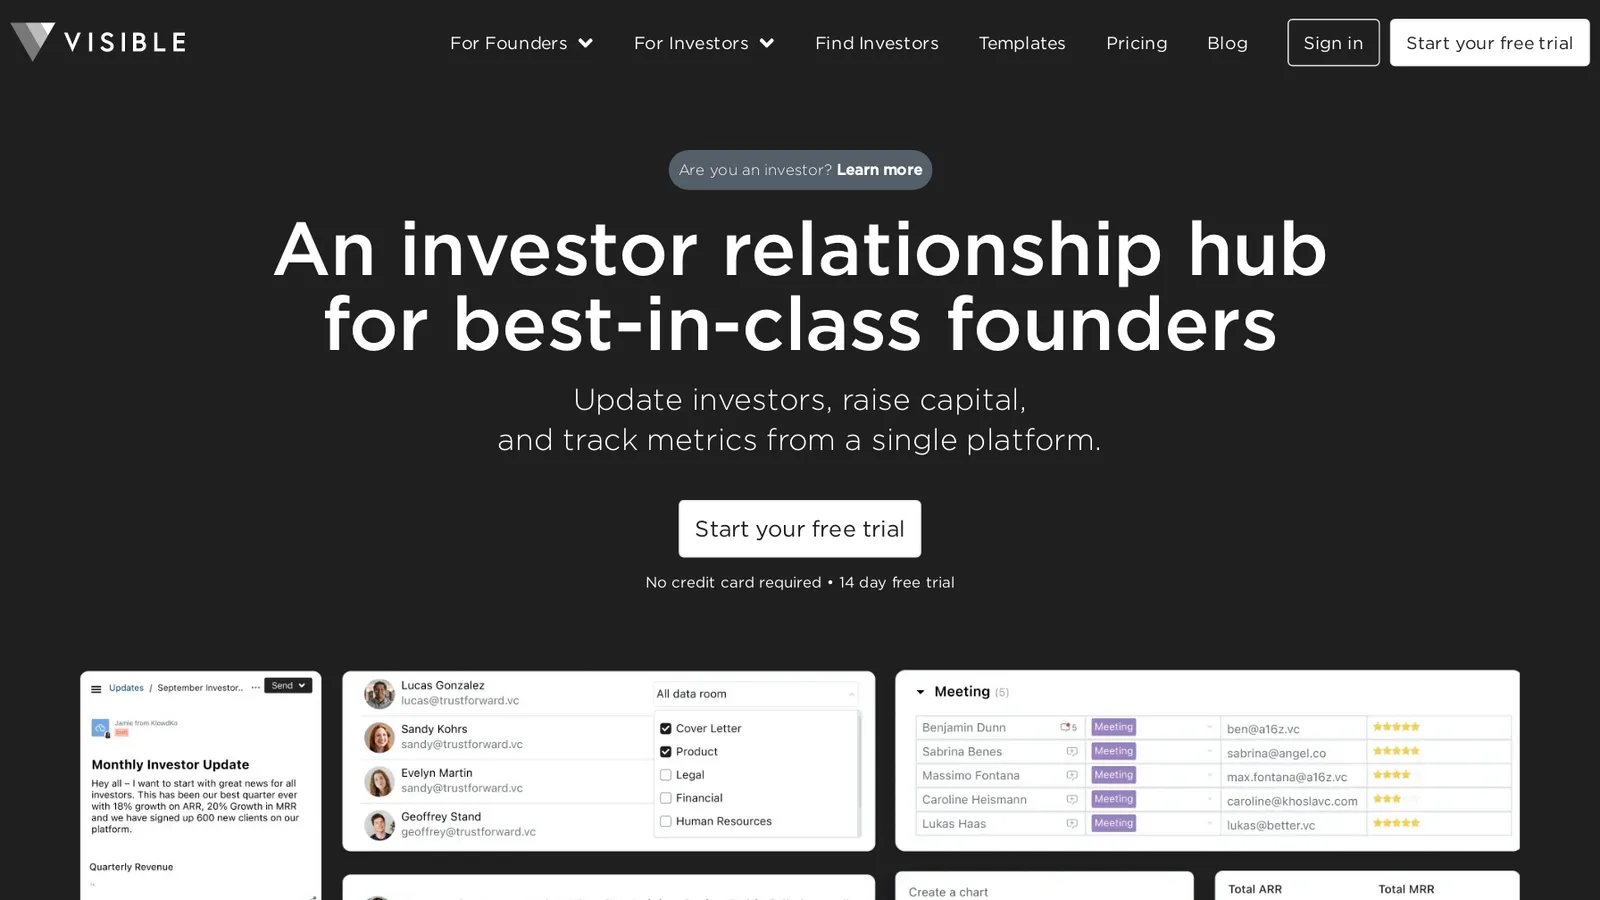 VISIBLE
For Founders
For Investors
Find Investors
Templates
Pricing
Blog
Sign in
Start your free trial
Are you an investor? Learn more
An investor relationship hub
for best-in-class founders
Update investors, raise capital,
and track metrics from a single platform.
Start your free trial
No credit card required • 14 day free trial
Updates / September Investor.. ... Send
Jamie from KlowdKo
Draft
Monthly Investor Update
Hey all – I want to start with great news for all
investors. This has been our best quarter ever
with 18% growth on ARR, 20% Growth in MRR
and we have signed up 600 new clients on our
platform.
Quarterly Revenue
Lucas Gonzalez
lucas@trustforward.vc
Sandy Kohrs
sandy@trustforward.vc
Evelyn Martin
sandy@trustforward.vc
Geoffrey Stand
geoffrey@trustforward.vc
All data room
Cover Letter
Product
Legal
Financial
Human Resources
Meeting (5)
Benjamin Dunn 5 Meeting ben@a16z.vc
Sabrina Benes Meeting sabrina@angel.co
Massimo Fontana Meeting max.fontana@a16z.vc
Caroline Heismann Meeting caroline@khoslavc.com
Lukas Haas Meeting lukas@better.vc
Create a chart
Total ARR
Total MRR